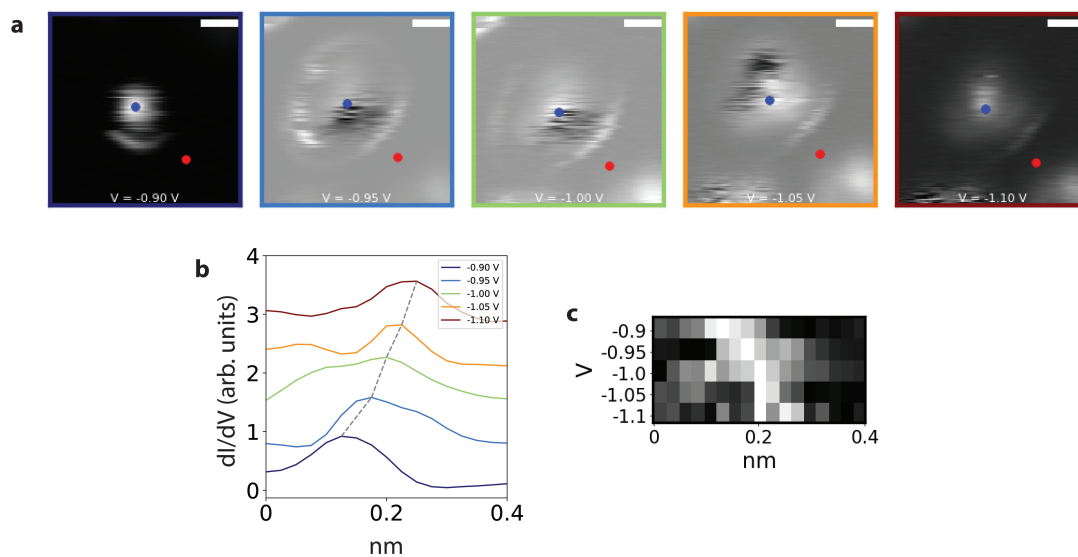 a
V = -0.90 V
V = -0.95 V
V = -1.00 V
V = -1.05 V
V = -1.10 V
b
4
3
2
1
0
dI/dV (arb. units)
-0.90 V
-0.95 V
-1.00 V
-1.05 V
-1.10 V
0
0.2
0.4
nm
c
V
-0.9
-0.95
-1.0
-1.05
-1.1
0
0.2
0.4
nm